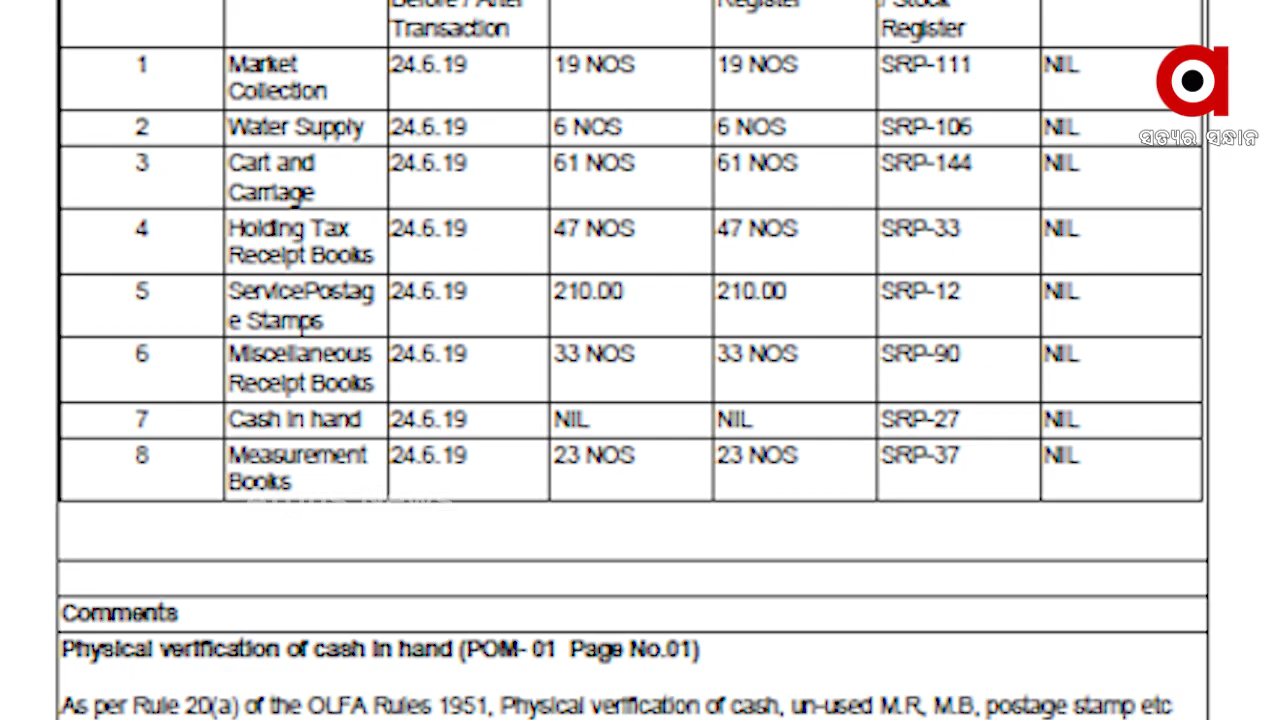 Before / After
Transaction
Register
/ Stock
Register
1 Market Collection 24.6.19 19 NOS 19 NOS SRP-111 NIL
2 Water Supply 24.6.19 6 NOS 6 NOS SRP-106 NIL
3 Cart and Carriage 24.6.19 61 NOS 61 NOS SRP-144 NIL
4 Holding Tax Receipt Books 24.6.19 47 NOS 47 NOS SRP-33 NIL
5 ServicePostage Stamps 24.6.19 210.00 210.00 SRP-12 NIL
6 Miscellaneous Receipt Books 24.6.19 33 NOS 33 NOS SRP-90 NIL
7 Cash in hand 24.6.19 NIL NIL SRP-27 NIL
8 Measurement Books 24.6.19 23 NOS 23 NOS SRP-37 NIL
ସତ୍ୟର ସନ୍ଧାନ
Comments
Physical verification of cash in hand (POM- 01 Page No.01)
As per Rule 20(a) of the OLFA Rules 1951, Physical verification of cash, un-used M.R, M.B, postage stamp etc